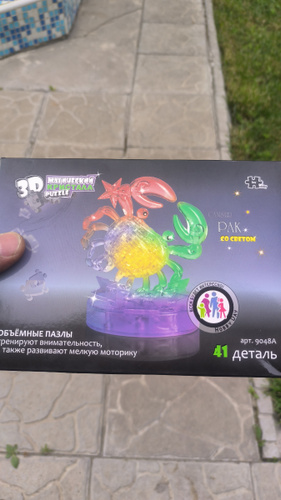 3D
МАГИЧЕСКИЙ
КРИСТАЛЛ
PUZZLE
РАК
СО СВЕТОМ
ОБЪЁМНЫЕ ПАЗЛЫ
тренируют внимательность,
также развивают мелкую моторику
арт. 9048A
41 деталь